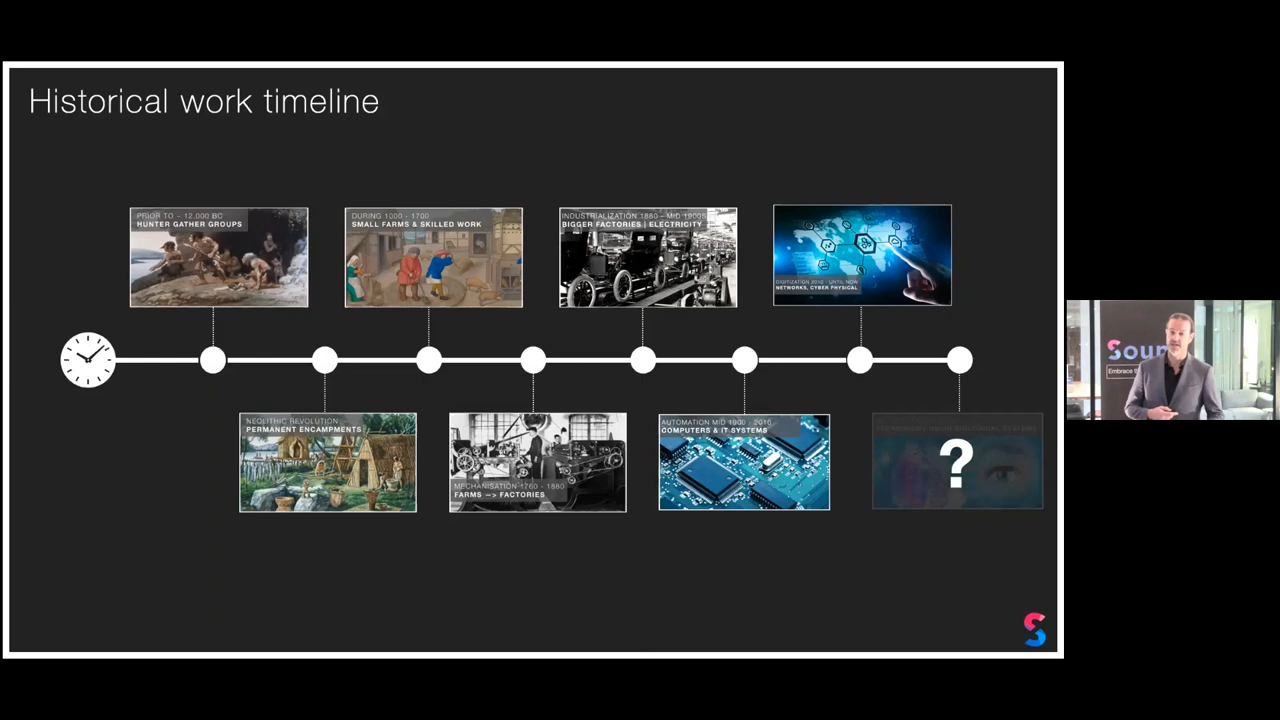 Historical work timeline
PRIOR TO ~ 12,000 BC
HUNTER GATHER GROUPS
DURING 1000 - 1700
SMALL FARMS & SKILLED WORK
INDUSTRIALIZATION 1880 - MID 1900S
BIGGER FACTORIES | ELECTRICITY
DIGITIZATION 2010 - UNTIL NOW
NETWORKS, CYBER PHYSICAL
NEOLITHIC REVOLUTION
PERMANENT ENCAMPMENTS
MECHANISATION 1760 - 1880
FARMS —> FACTORIES
AUTOMATION MID 1900 - 2010
COMPUTERS & IT SYSTEMS
?
Soun
Embrace